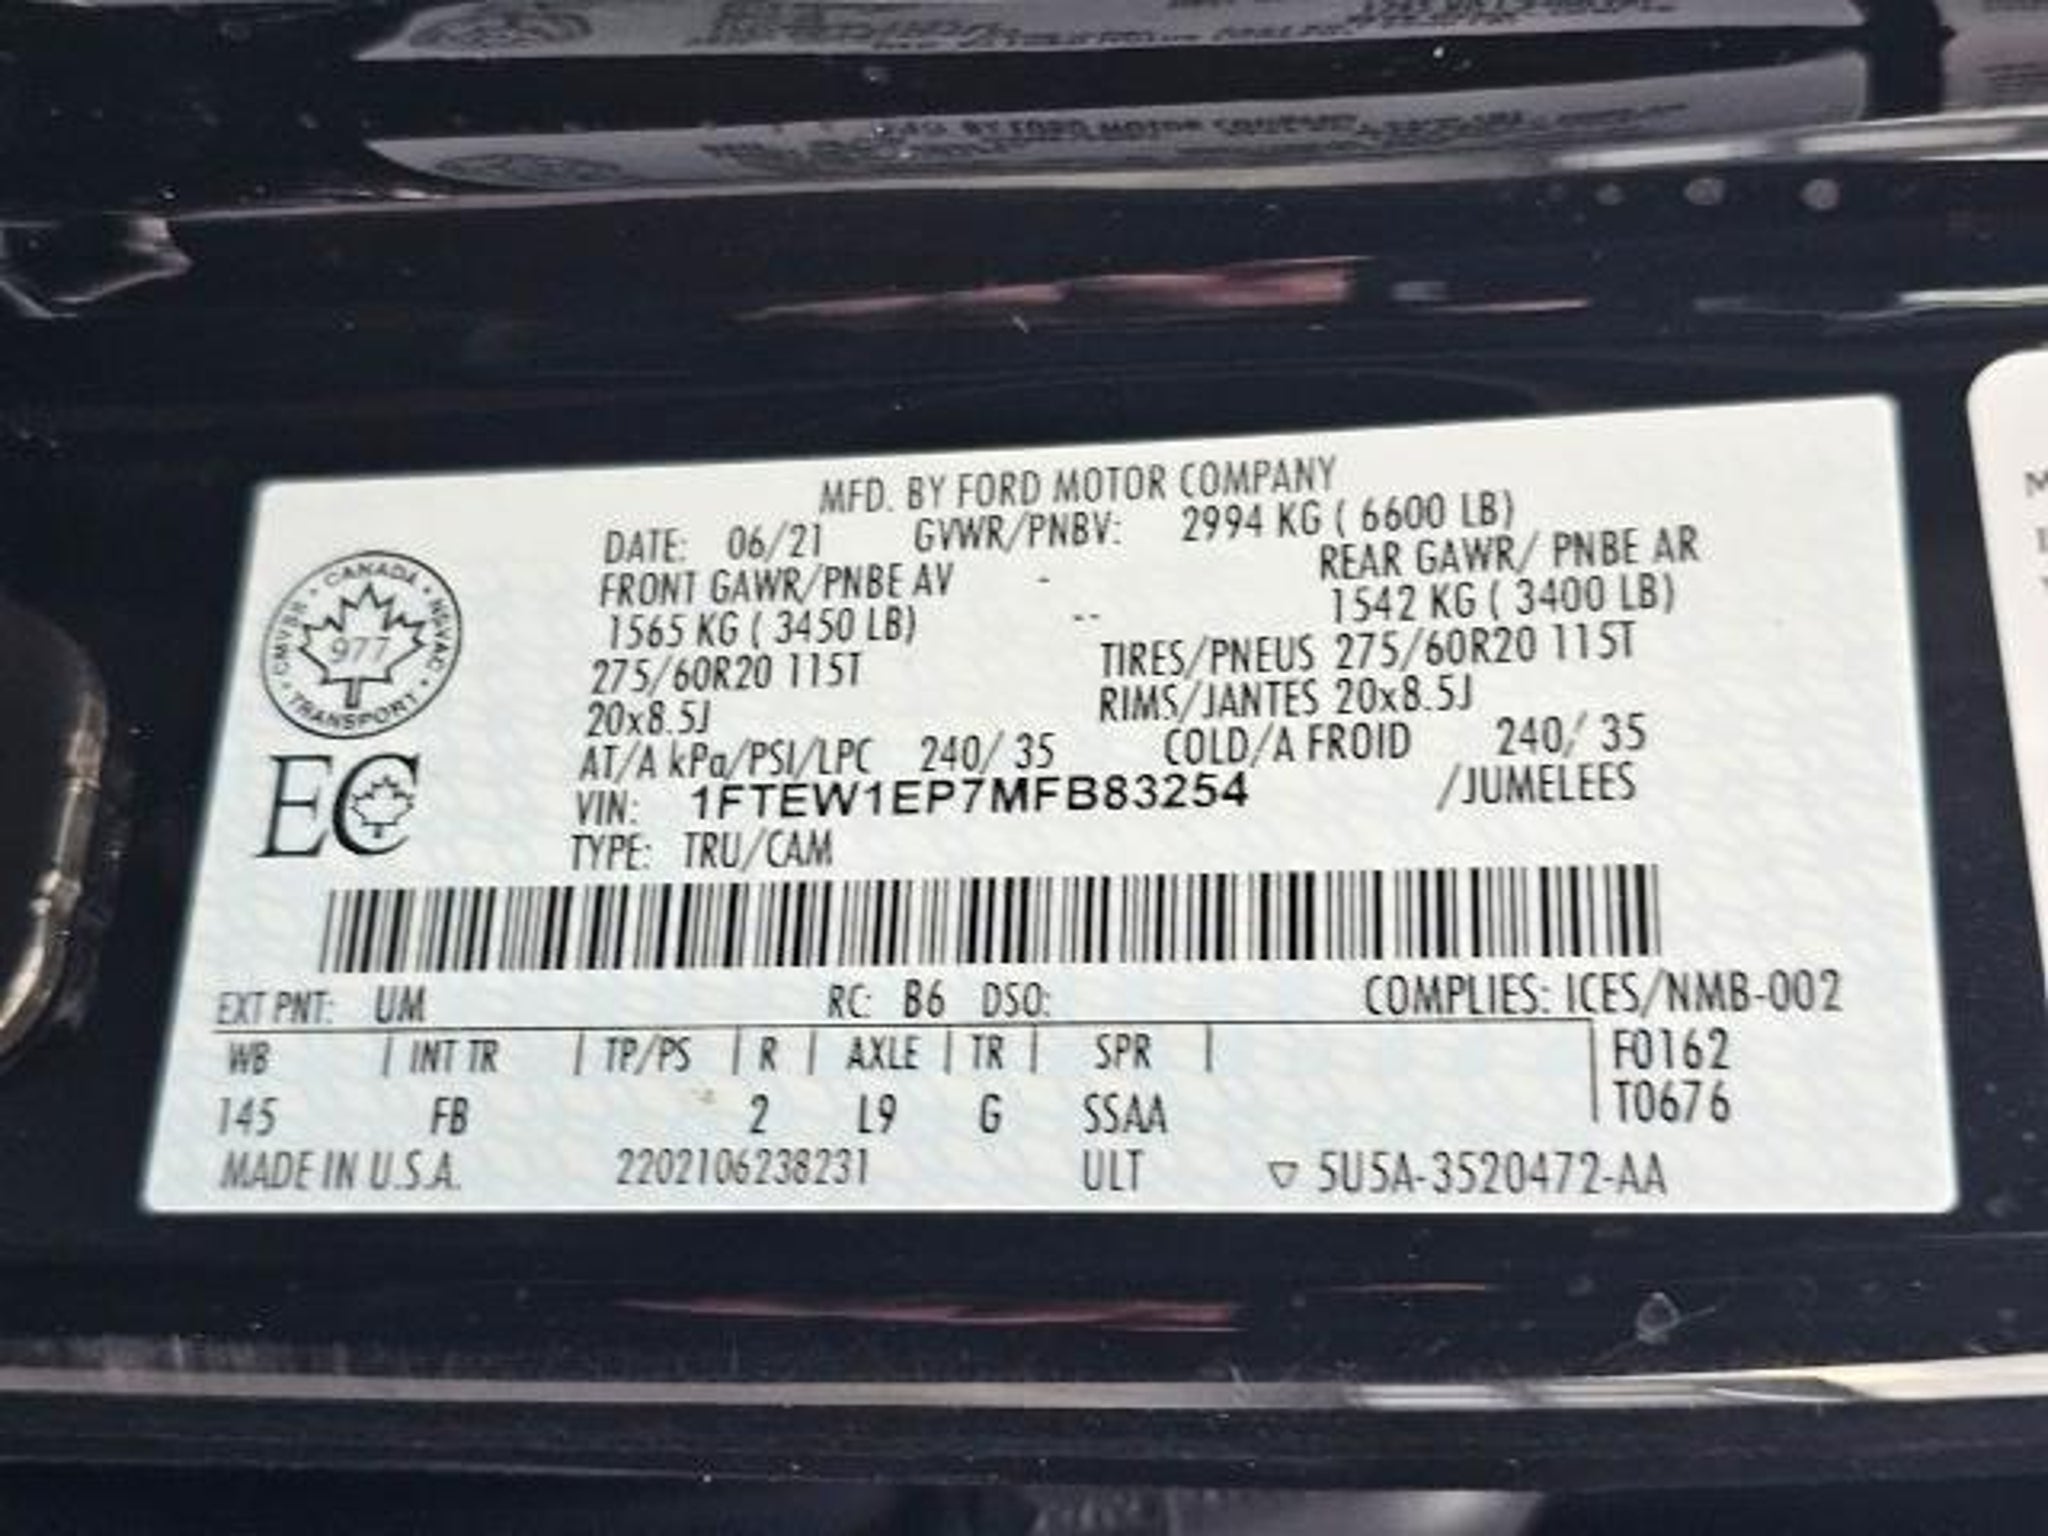 MFD. BY FORD MOTOR COMPANY
DATE: 06/21 GVWR/PNBV: 2994 KG ( 6600 LB)
FRONT GAWR/PNBE AV - REAR GAWR/ PNBE AR
1565 KG ( 3450 LB) -- 1542 KG ( 3400 LB)
275/60R20 115T TIRES/PNEUS 275/60R20 115T
20x8.5J RIMS/JANTES 20x8.5J
AT/A kPa/PSI/LPC 240/ 35 COLD/A FROID 240/ 35
VIN: 1FTEW1EP7MFB83254 /JUMELEES
TYPE: TRU/CAM
CANADA
CMVSR NSVAC
977
TRANSPORT
EC
EXT PNT: UM RC: B6 DSO: COMPLIES: ICES/NMB-002
WB | INT TR | TP/PS | R | AXLE | TR | SPR | F0162
T0676
145 FB 2 L9 G SSAA
MADE IN U.S.A. 2202106238231 ULT ▽ 5U5A-3520472-AA